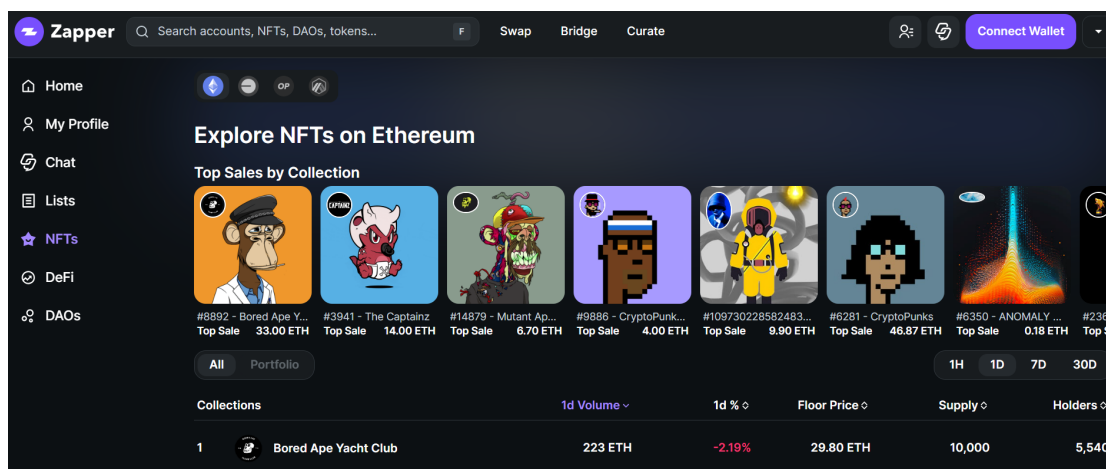 Zapper
Search accounts, NFTs, DAOs, tokens...
F
Swap
Bridge
Curate
Connect Wallet
Home
My Profile
Chat
Lists
NFTs
DeFi
DAOs
OP
Explore NFTs on Ethereum
Top Sales by Collection
CAPTAINZ
#8892 - Bored Ape Y...
Top Sale 33.00 ETH
#3941 - The Captainz
Top Sale 14.00 ETH
#14879 - Mutant Ap...
Top Sale 6.70 ETH
#9886 - CryptoPunk...
Top Sale 4.00 ETH
#109730228582483...
Top Sale 9.90 ETH
#6281 - CryptoPunks
Top Sale 46.87 ETH
#6350 - ANOMALY ...
Top Sale 0.18 ETH
#236
Top
All Portfolio
1H 1D 7D 30D
Collections 1d Volume 1d % Floor Price Supply Holders
1 Bored Ape Yacht Club 223 ETH -2.19% 29.80 ETH 10,000 5,540